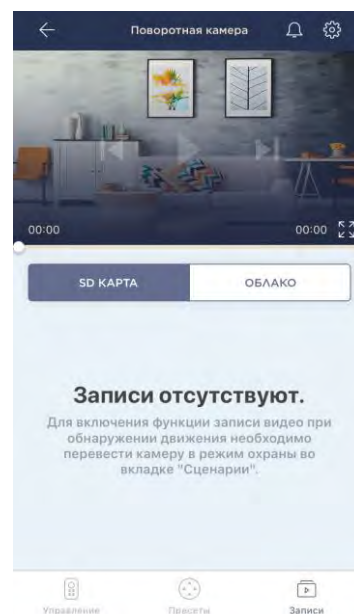 Поворотная камера
00:00 00:00
SD КАРТА ОБЛАКО
Записи отсутствуют.
Для включения функции записи видео при
обнаружении движения необходимо
перевести камеру в режим охраны во
вкладке "Сценарии".
Управление Пресеты Записи